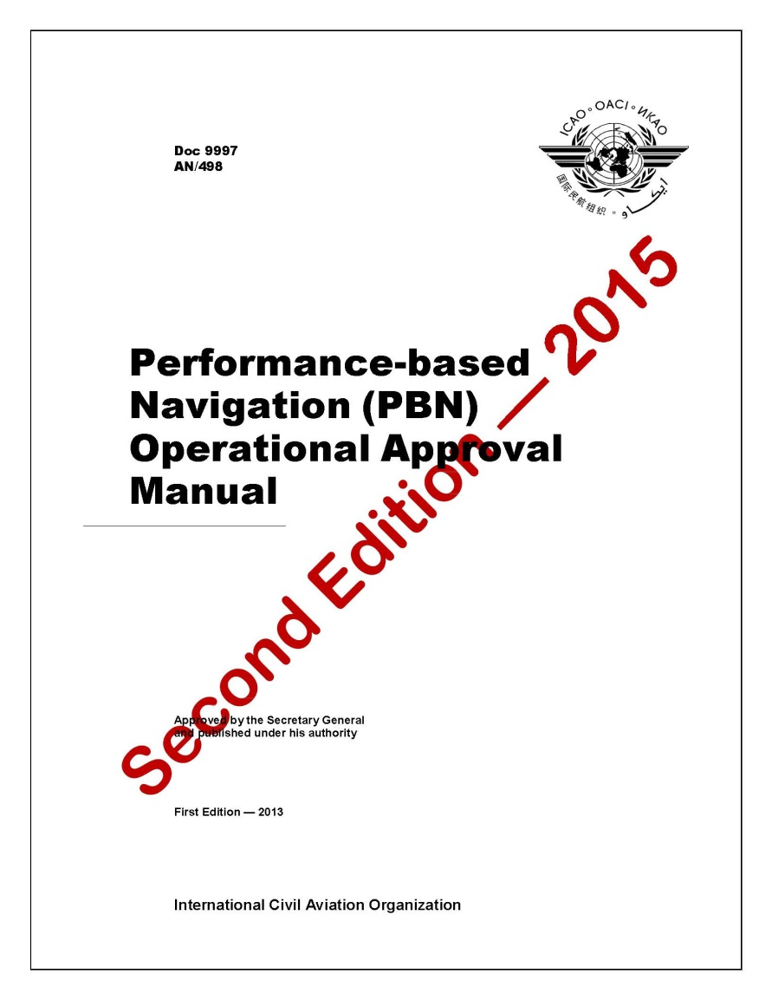 Doc 9997
AN/498
ICAO ° OACI ° ИКАО
国际民航组织 ° ايكاو
Performance-based
Navigation (PBN)
Operational Approval
Manual
Second Edition — 2015
Approved by the Secretary General
and published under his authority
First Edition — 2013
International Civil Aviation Organization